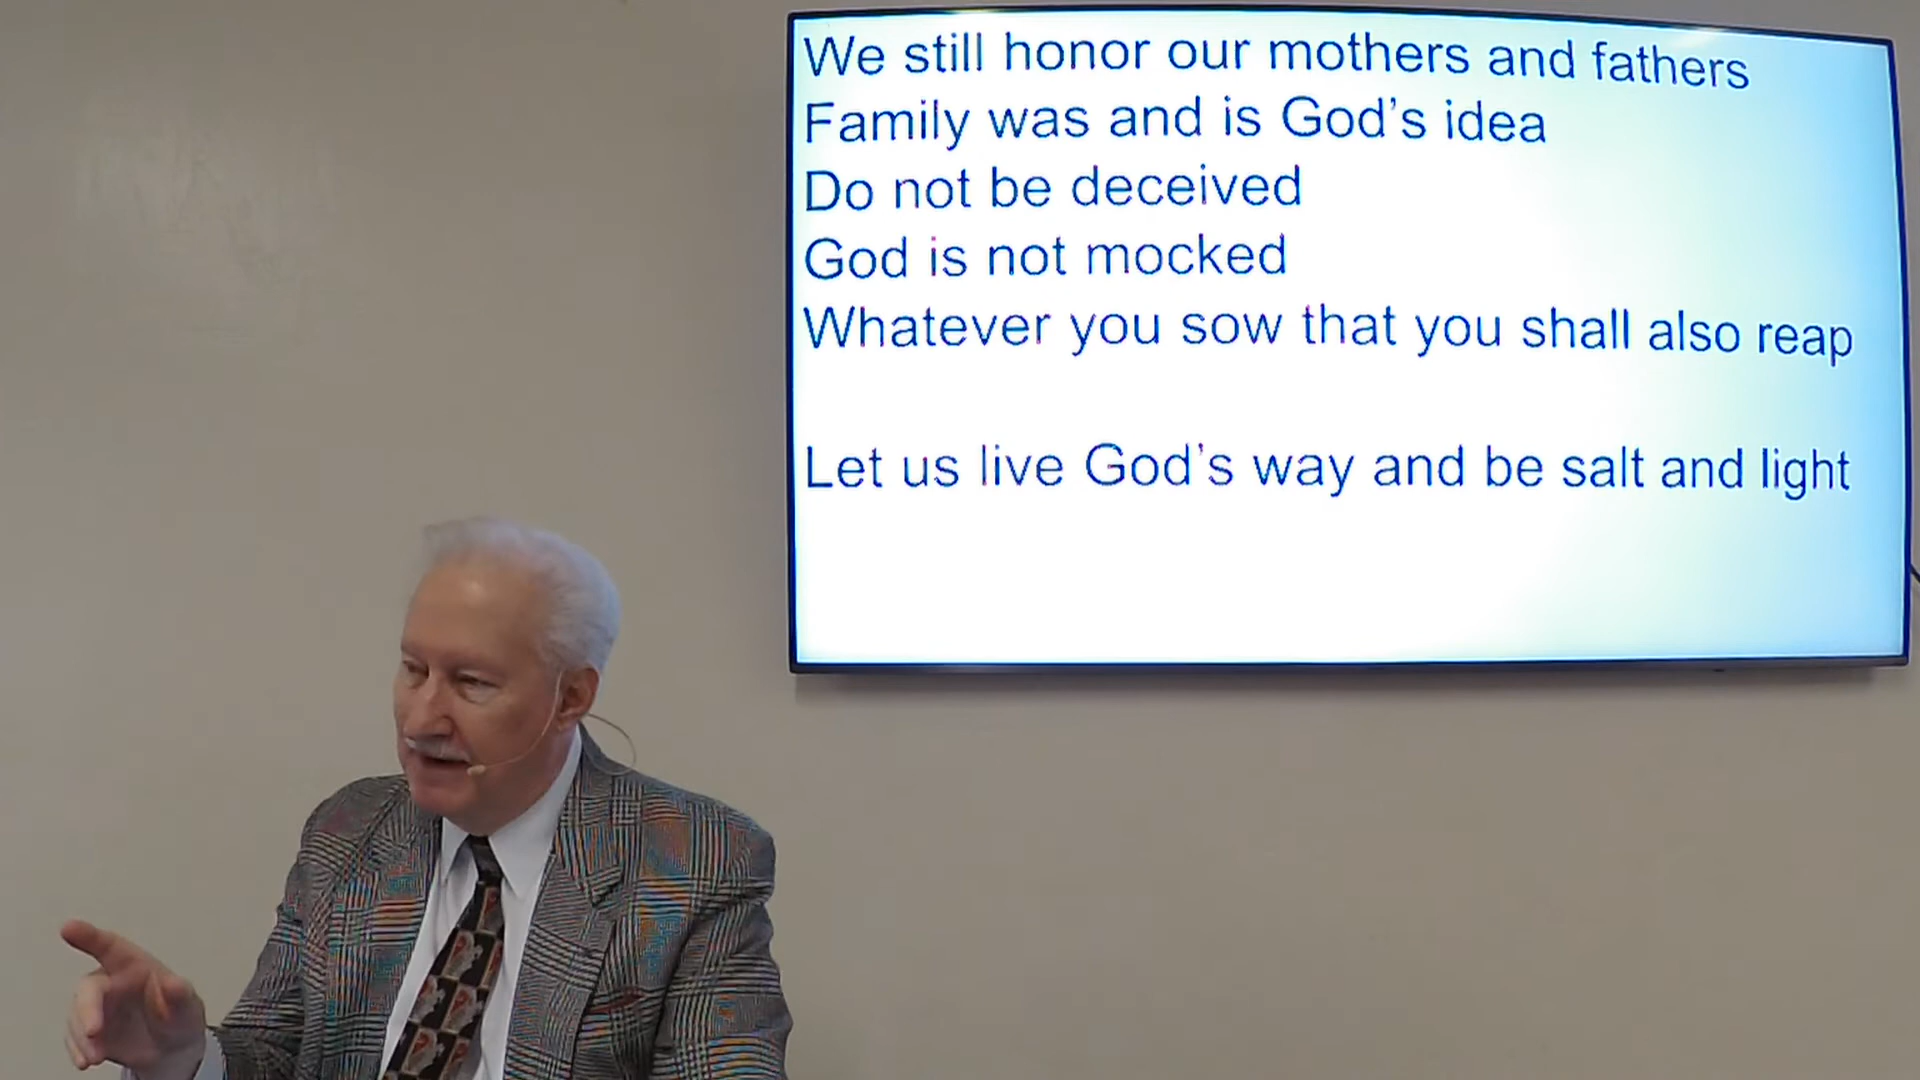 We still honor our mothers and fathers
Family was and is God's idea
Do not be deceived
God is not mocked
Whatever you sow that you shall also reap
Let us live God's way and be salt and light